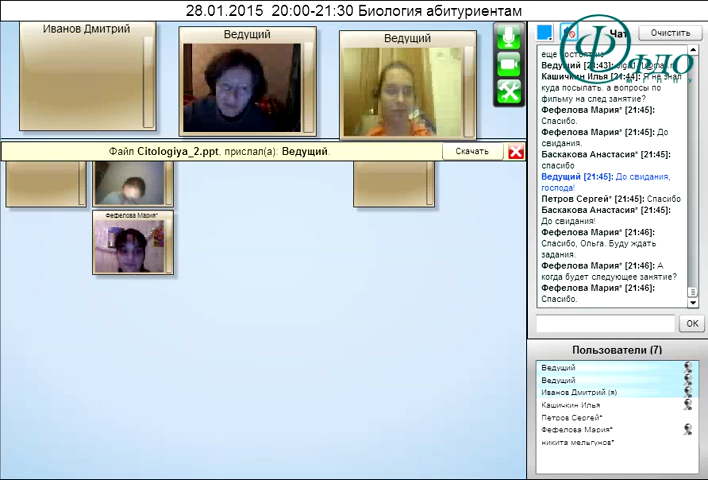 28.01.2015 20:00-21:30 Биология абитуриентам
Иванов Дмитрий
Ведущий
Ведущий
Файл Citologiya_2.ppt, прислал(а): Ведущий.
Скачать
Фефелова Мария*
Чат
Очистить
Фило
Ведущий [21:43]:
Кашичкин Илья [21:44]: Я не знал
куда посылать. а вопросы по
фильму на след занятие?
Фефелова Мария* [21:45]:
Спасибо.
Фефелова Мария* [21:45]: До
свидания.
Баскакова Анастасия* [21:45]:
спасибо
Ведущий [21:45]: До свидания,
господа!
Петров Сергей* [21:45]: Спасибо
Баскакова Анастасия* [21:45]:
До свидания!
Фефелова Мария* [21:46]:
Спасибо, Ольга. Буду ждать
задания.
Фефелова Мария* [21:46]: А
когда будет следующее занятие?
Фефелова Мария* [21:46]:
Спасибо.
OK
Пользователи (7)
Ведущий
Ведущий
Иванов Дмитрий (я)
Кашичкин Илья
Петров Сергей*
Фефелова Мария*
никита мельгунов*